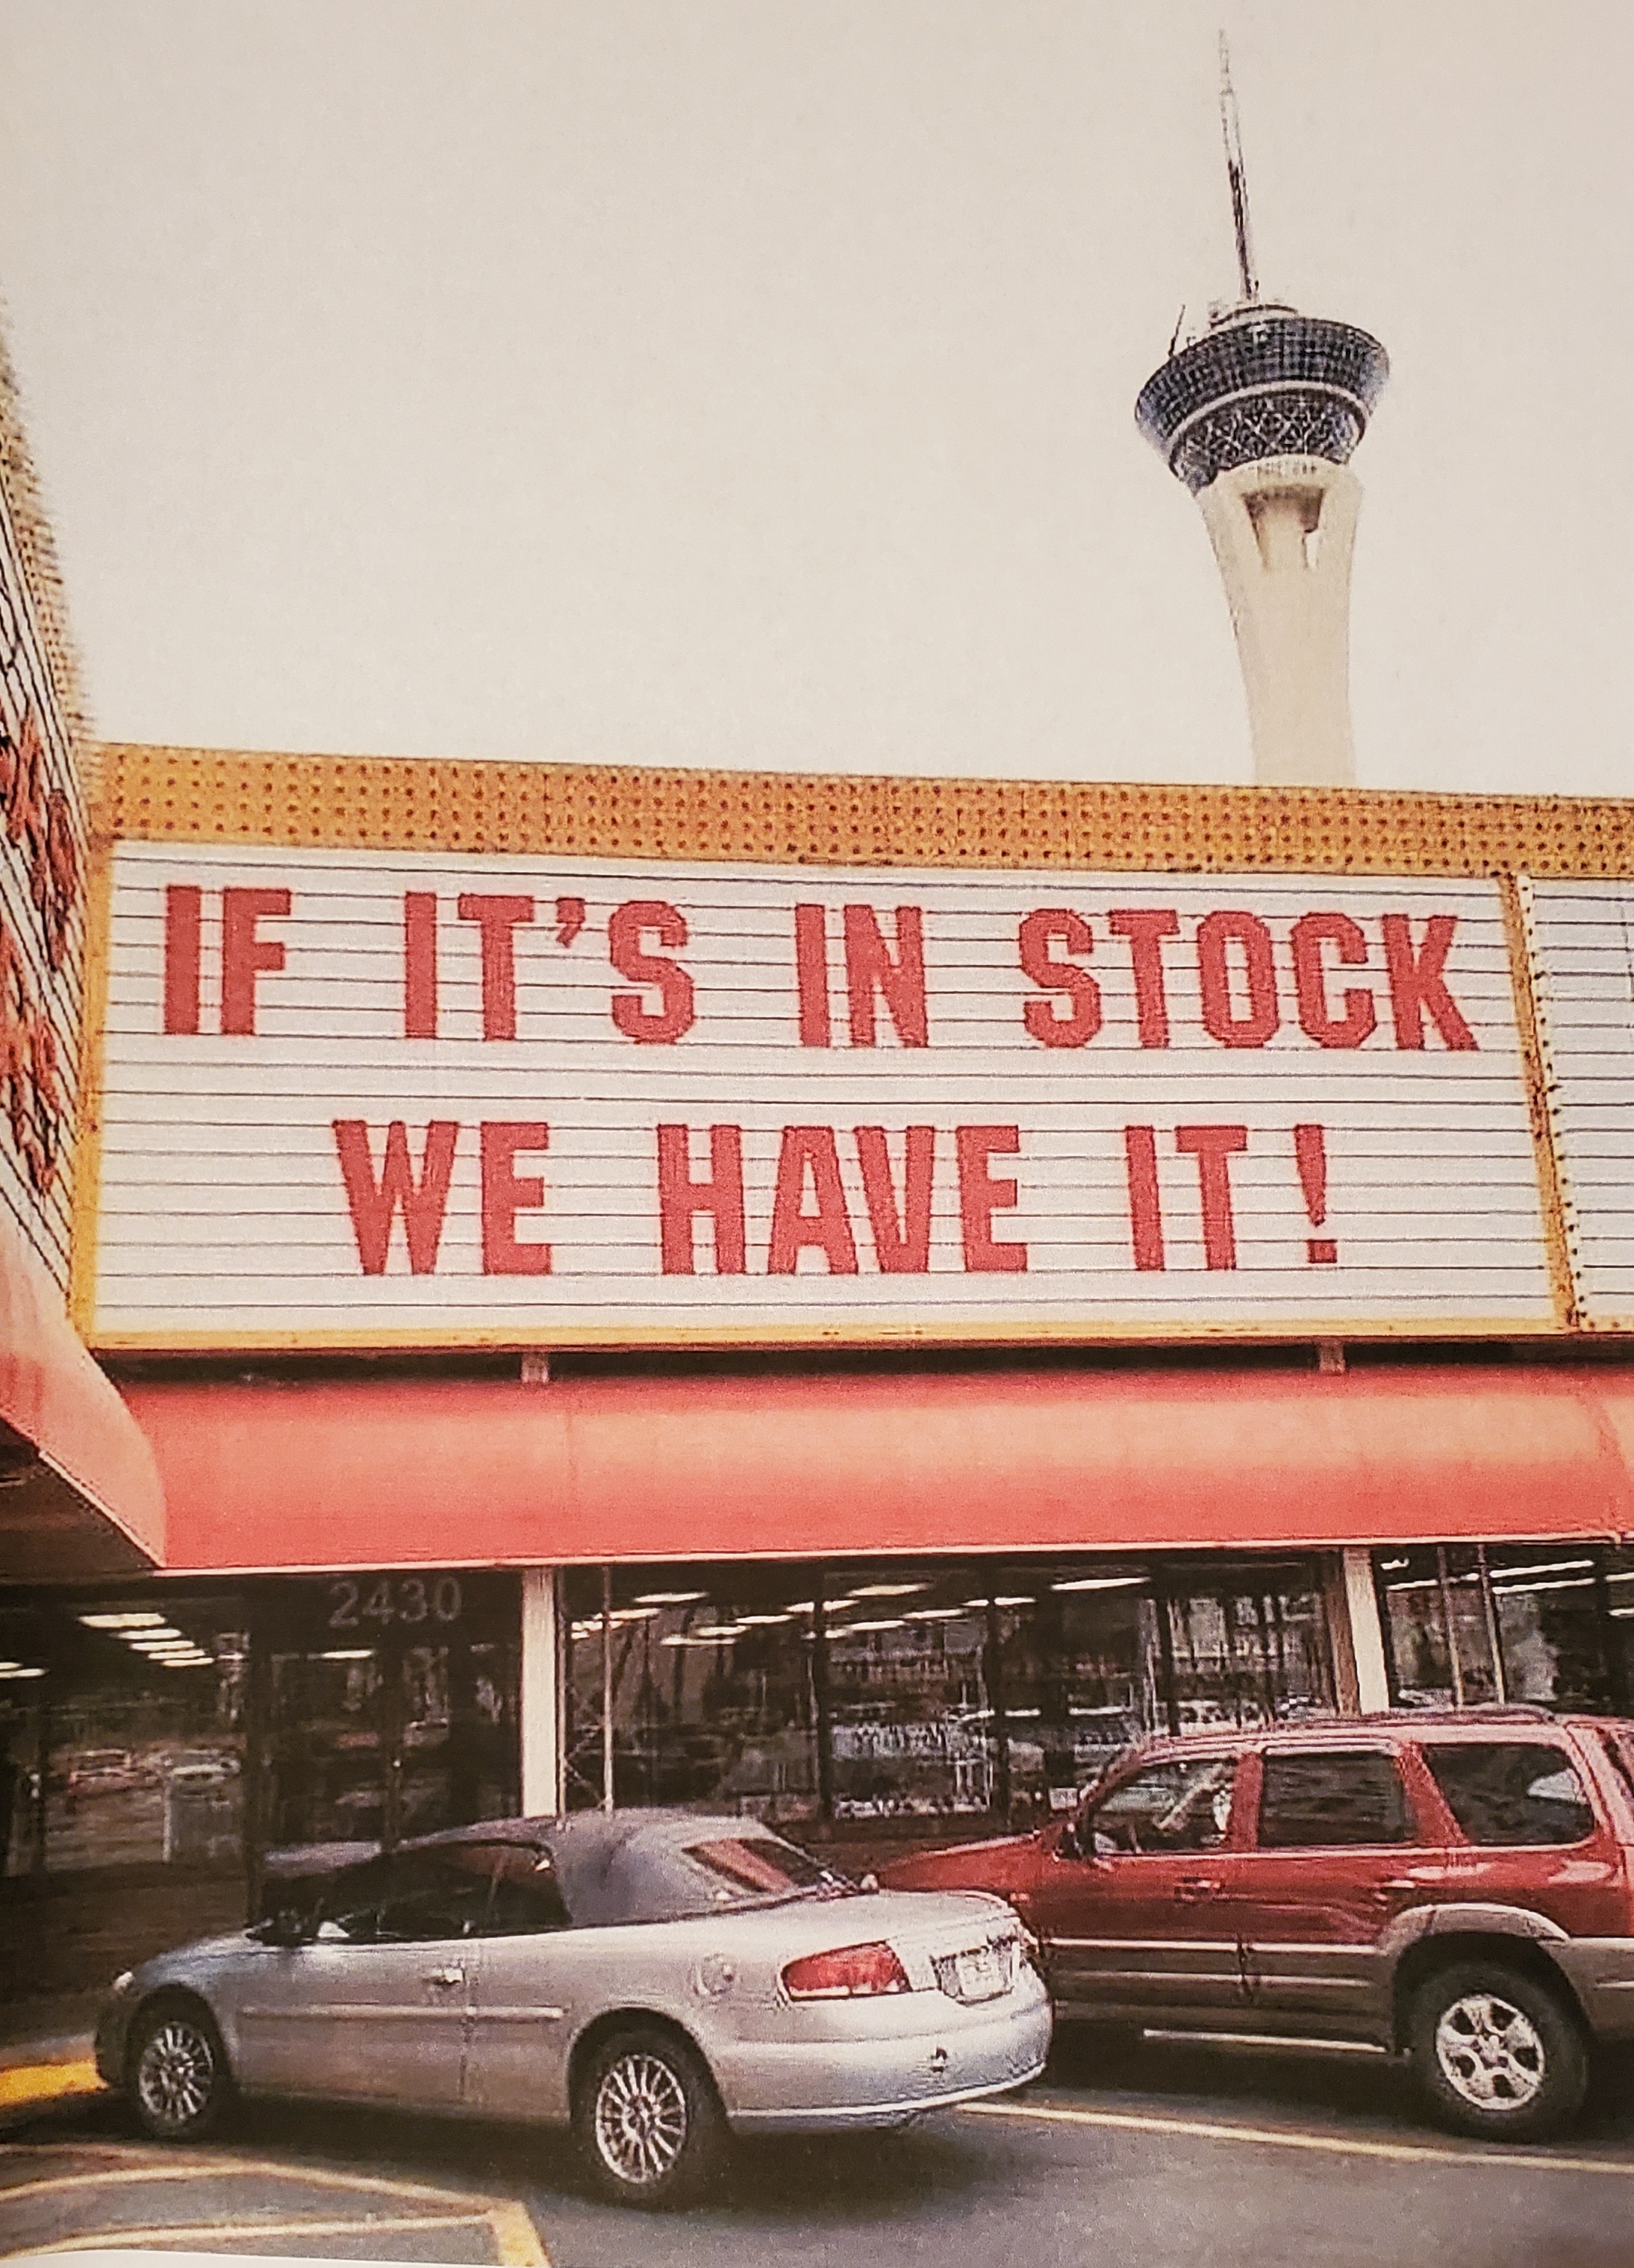 IF IT'S IN STOCK
WE HAVE IT!
2430